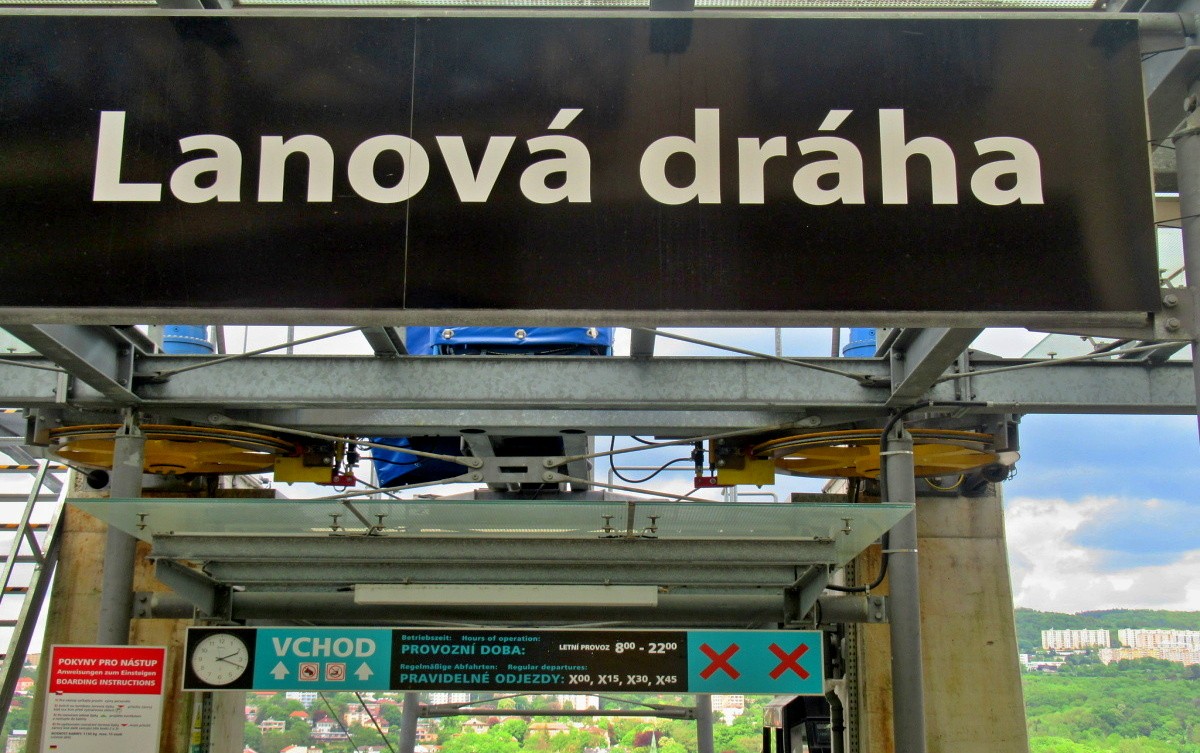 Lanová dráha
VCHOD
Betriebszeit: Hours of operation:
PROVOZNÍ DOBA: LETNÍ PROVOZ 8⁰⁰ - 22⁰⁰
Regelmäßige Abfahrten: Regular departures:
PRAVIDELNÉ ODJEZDY: X⁰⁰, X¹⁵, X³⁰, X⁴⁵
POKYNY PRO NÁSTUP
Anweisungen zum Einsteigen
BOARDING INSTRUCTIONS